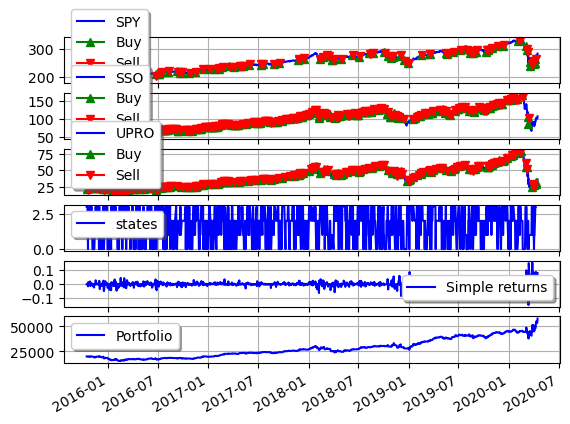 SPY
Buy
Sell
300
200
SSO
Buy
Sell
150
100
50
UPRO
Buy
Sell
75
50
25
states
2.5
0.0
Simple returns
0.1
0.0
−0.1
Portfolio
50000
25000
2016-01
2016-07
2017-01
2017-07
2018-01
2018-07
2019-01
2019-07
2020-01
2020-07